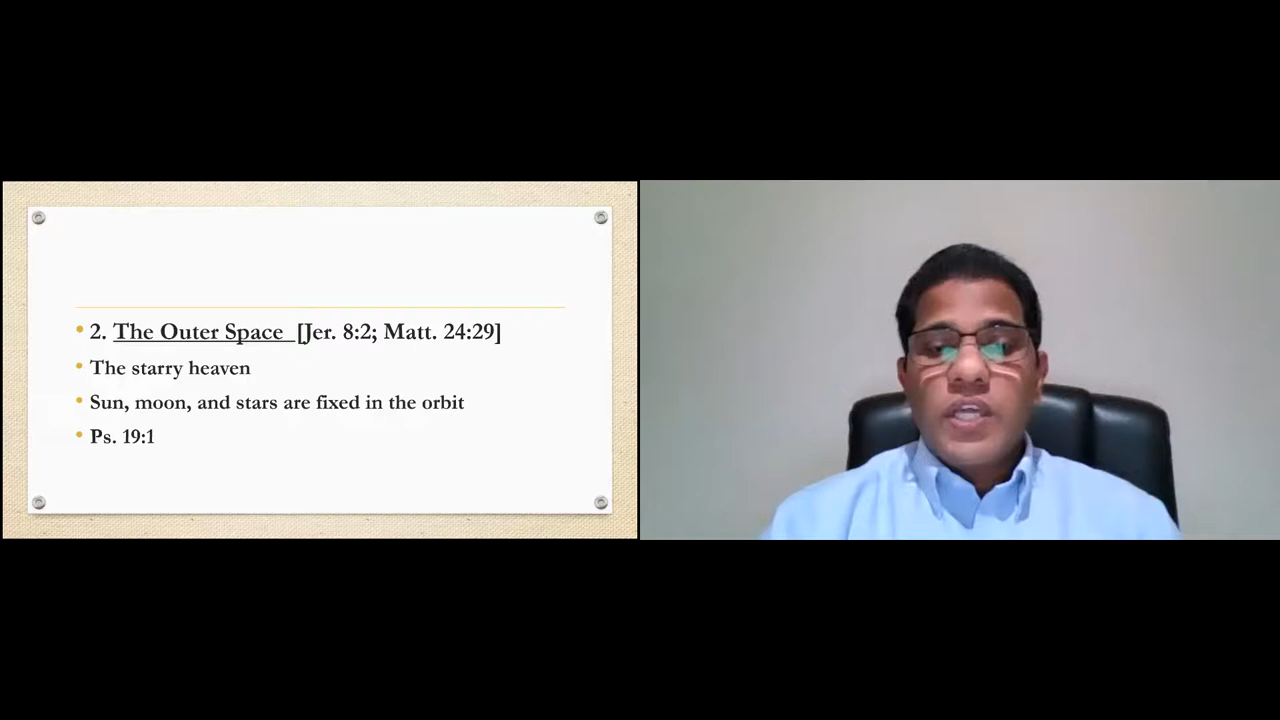 • 2. The Outer Space [Jer. 8:2; Matt. 24:29]
• The starry heaven
• Sun, moon, and stars are fixed in the orbit
• Ps. 19:1